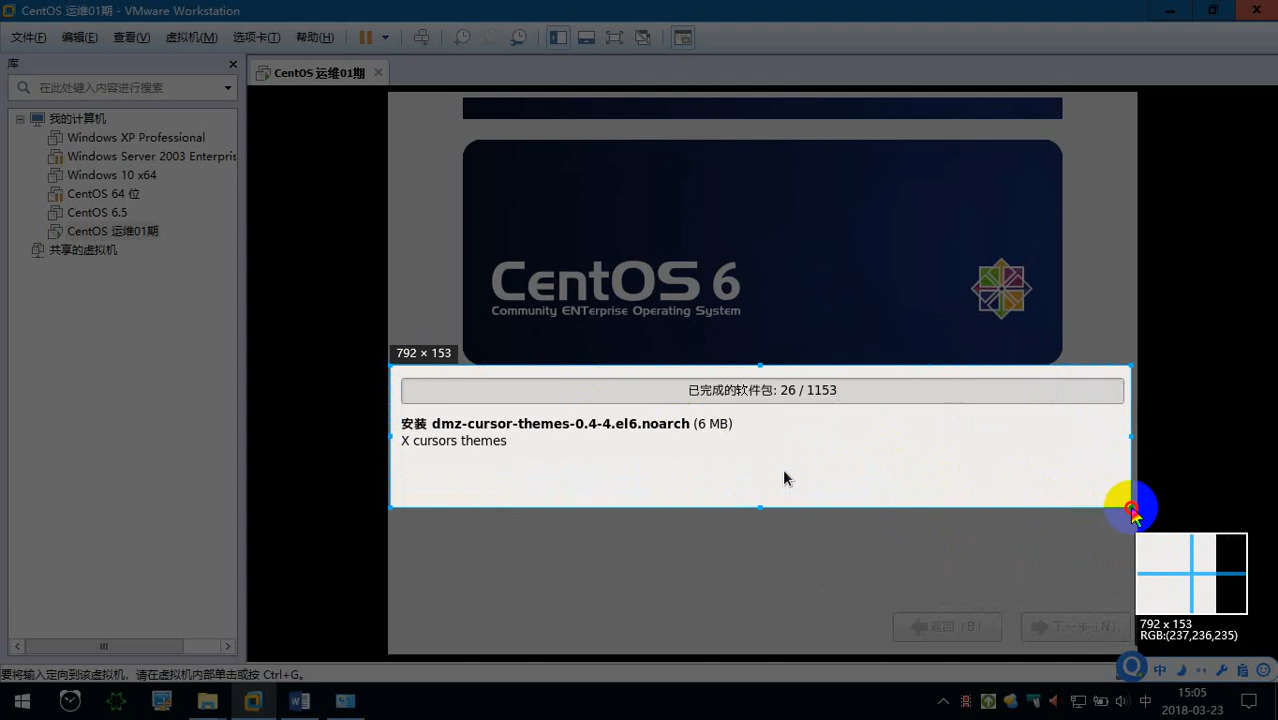 CentOS 运维01期 - VMware Workstation
文件(F) 编辑(E) 查看(V) 虚拟机(M) 选项卡(T) 帮助(H)
库
在此处键入内容进行搜索
我的计算机
Windows XP Professional
Windows Server 2003 Enterpris
Windows 10 x64
CentOS 64 位
CentOS 6.5
CentOS 运维01期
共享的虚拟机
CentOS 运维01期
CentOS 6
Community ENTerprise Operating System
792 × 153
已完成的软件包: 26 / 1153
安装 dmz-cursor-themes-0.4-4.el6.noarch (6 MB)
X cursors themes
返回（B）
下一步（N）
792 x 153
RGB:(237,236,235)
要将输入定向到该虚拟机，请在虚拟机内部单击或按 Ctrl+G。
中
中
15:05
2018-03-23